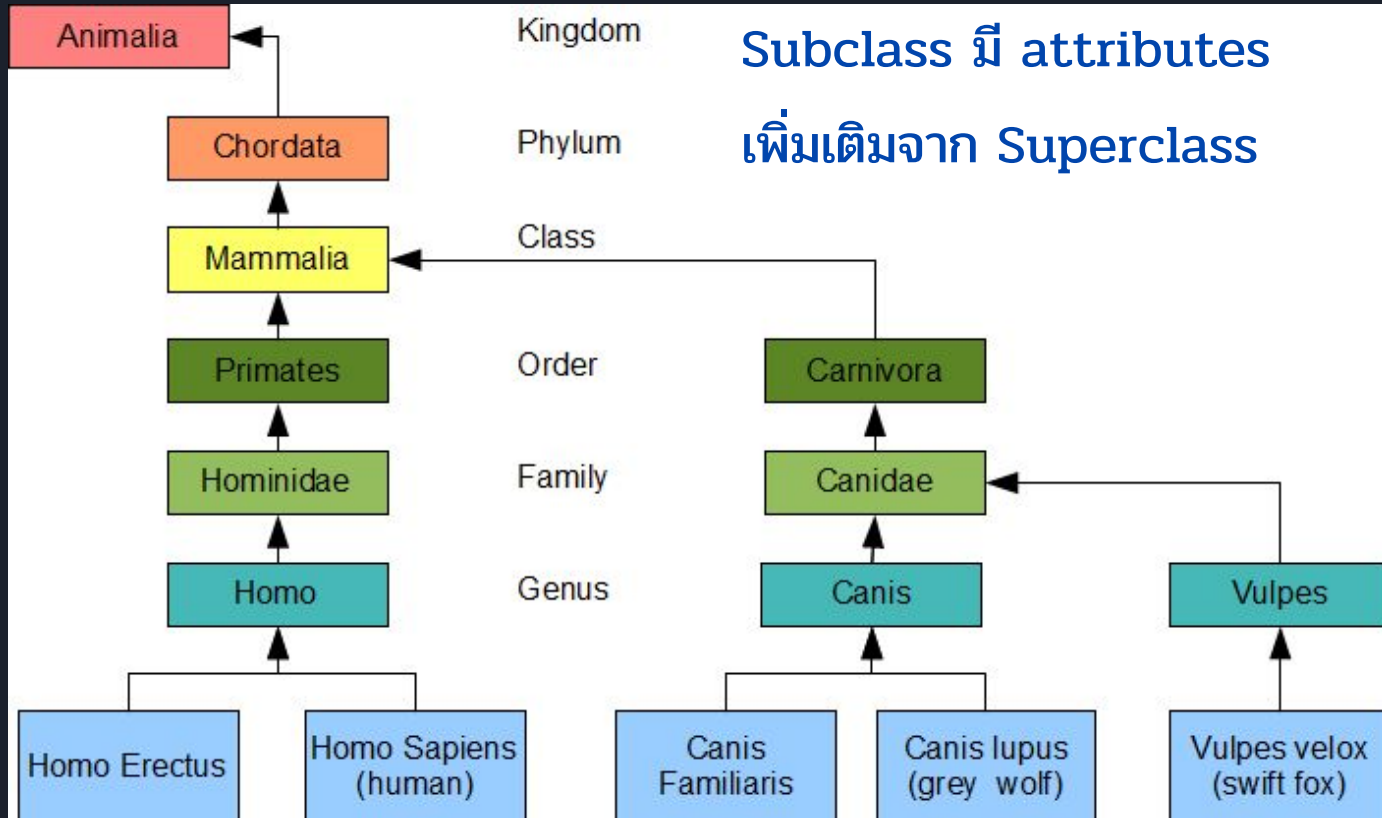 Animalia
Kingdom
Subclass มี attributes
เพิ่มเติมจาก Superclass
Chordata
Phylum
Mammalia
Class
Primates
Order
Carnivora
Hominidae
Family
Canidae
Homo
Genus
Canis
Vulpes
Homo Erectus
Homo Sapiens
(human)
Canis
Familiaris
Canis lupus
(grey wolf)
Vulpes velox
(swift fox)